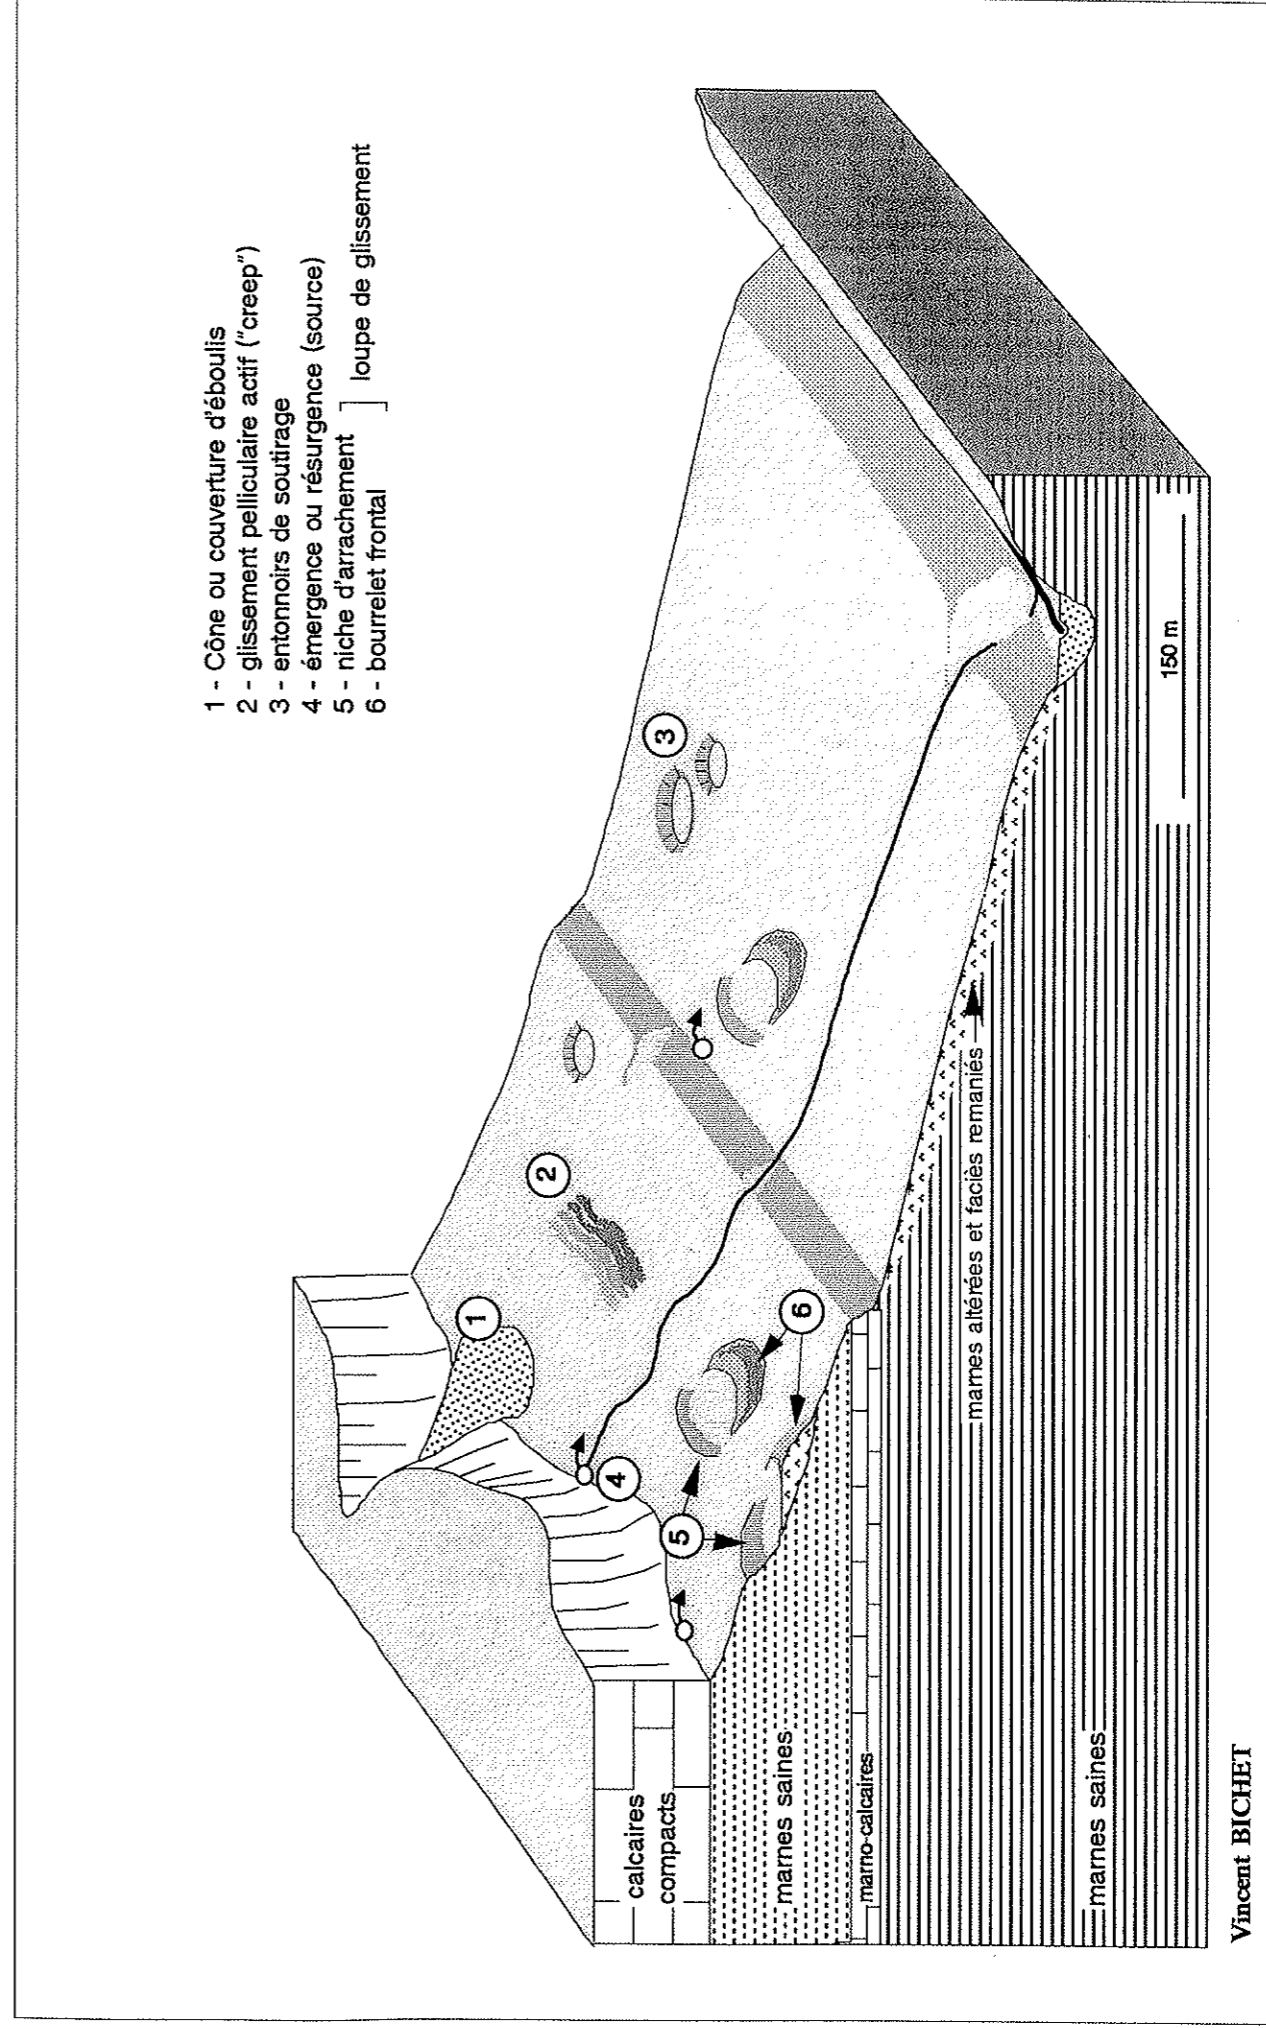 1 - Cône ou couverture d'éboulis
2 - glissement pelliculaire actif ("creep")
3 - entonnoirs de soutirage
4 - émergence ou résurgence (source)
5 - niche d'arrachement
6 - bourrelet frontal
loupe de glissement
1
2
3
4
5
6
calcaires
compacts
marnes saines
marno-calcaires
marnes altérées et faciès remaniés
marnes saines
150 m
Vincent BICHET